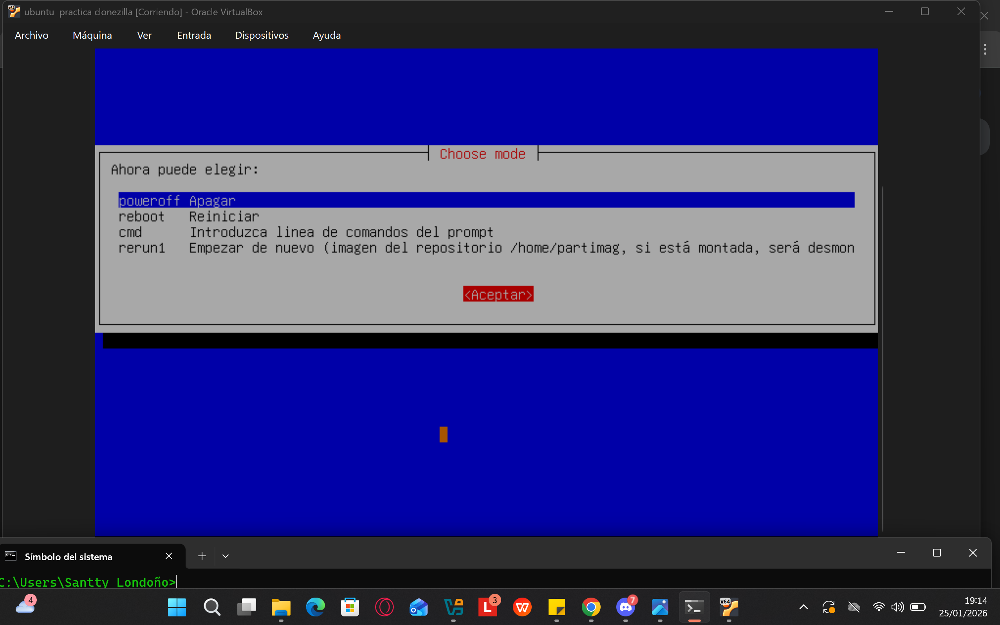 ubuntu  practica clonezilla [Corriendo] - Oracle VirtualBox
Archivo Máquina Ver Entrada Dispositivos Ayuda
Choose mode
Ahora puede elegir:
poweroff Apagar
reboot Reiniciar
cmd Introduzca linea de comandos del prompt
rerun1 Empezar de nuevo (imagen del repositorio /home/partimag, si está montada, será desmon
<Aceptar>
Símbolo del sistema
C:\Users\Santty Londoño>
4
3
7
x64
19:14
25/01/2026